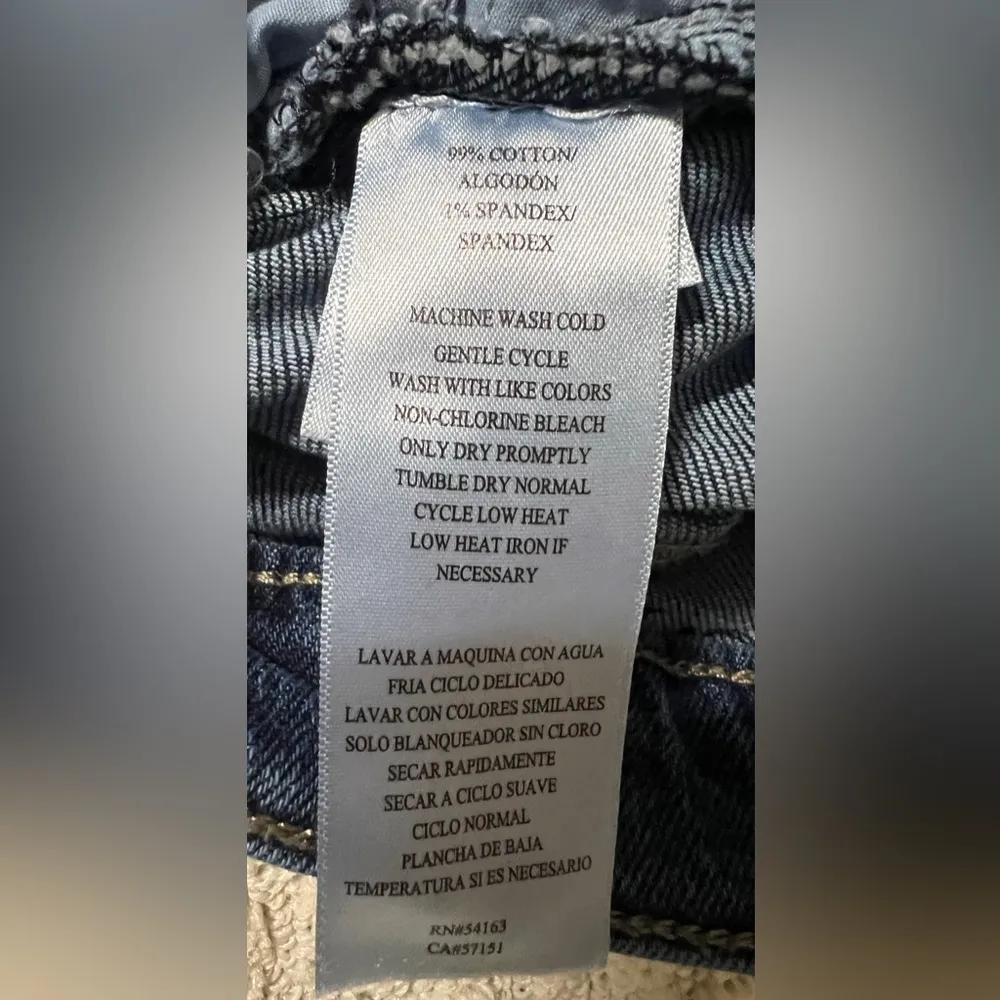 99% COTTON/
ALGODÓN
1% SPANDEX/
SPANDEX
MACHINE WASH COLD
GENTLE CYCLE
WASH WITH LIKE COLORS
NON-CHLORINE BLEACH
ONLY DRY PROMPTLY
TUMBLE DRY NORMAL
CYCLE LOW HEAT
LOW HEAT IRON IF
NECESSARY
LAVAR A MAQUINA CON AGUA
FRIA CICLO DELICADO
LAVAR CON COLORES SIMILARES
SOLO BLANQUEADOR SIN CLORO
SECAR RAPIDAMENTE
SECAR A CICLO SUAVE
CICLO NORMAL
PLANCHA DE BAJA
TEMPERATURA SI ES NECESARIO
RN#54163
CA#57151